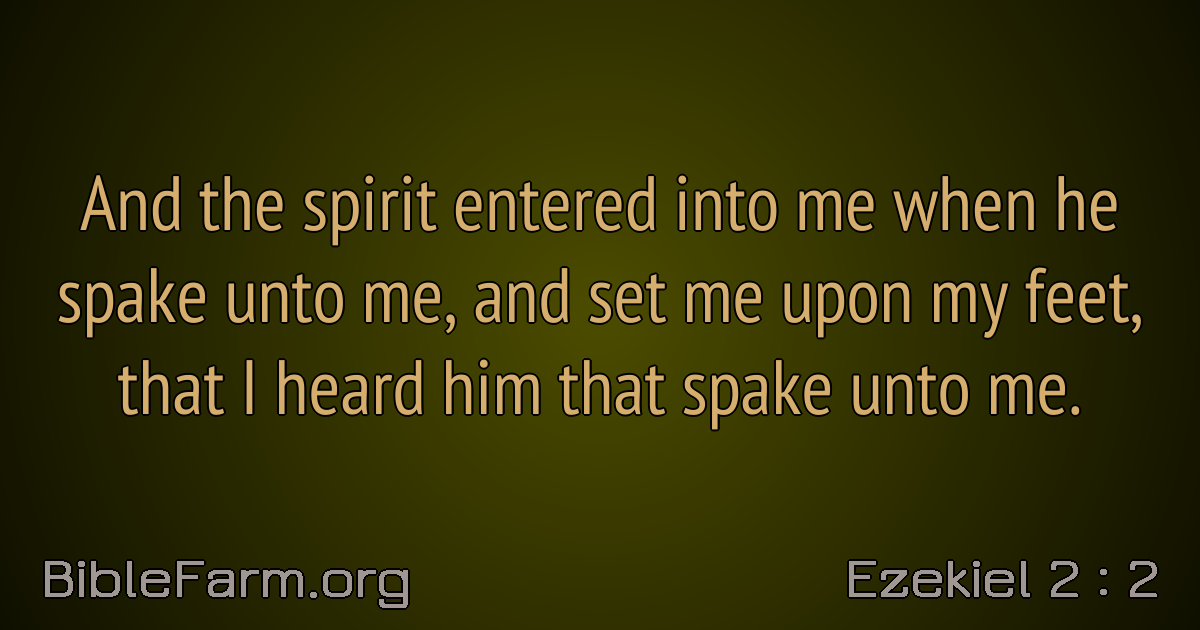 And the spirit entered into me when he
spake unto me, and set me upon my feet,
that I heard him that spake unto me.
BibleFarm.org
Ezekiel 2 : 2